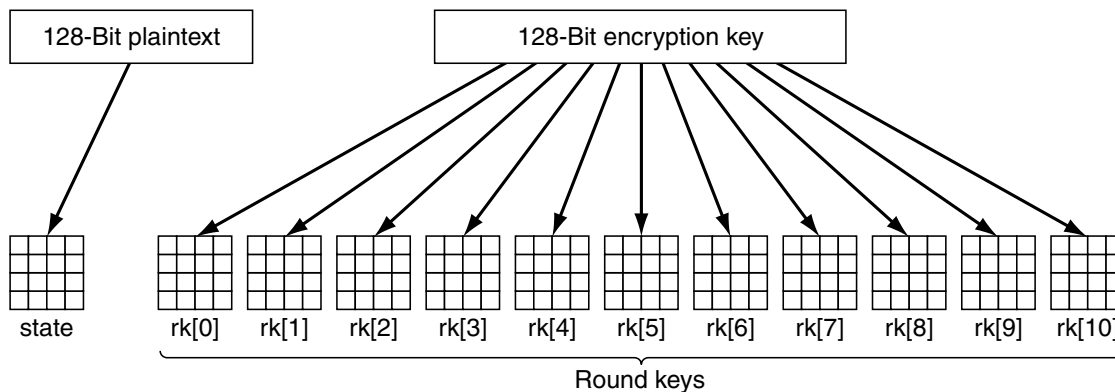 128-Bit plaintext
128-Bit encryption key
state
rk[0]
rk[1]
rk[2]
rk[3]
rk[4]
rk[5]
rk[6]
rk[7]
rk[8]
rk[9]
rk[10]
Round keys